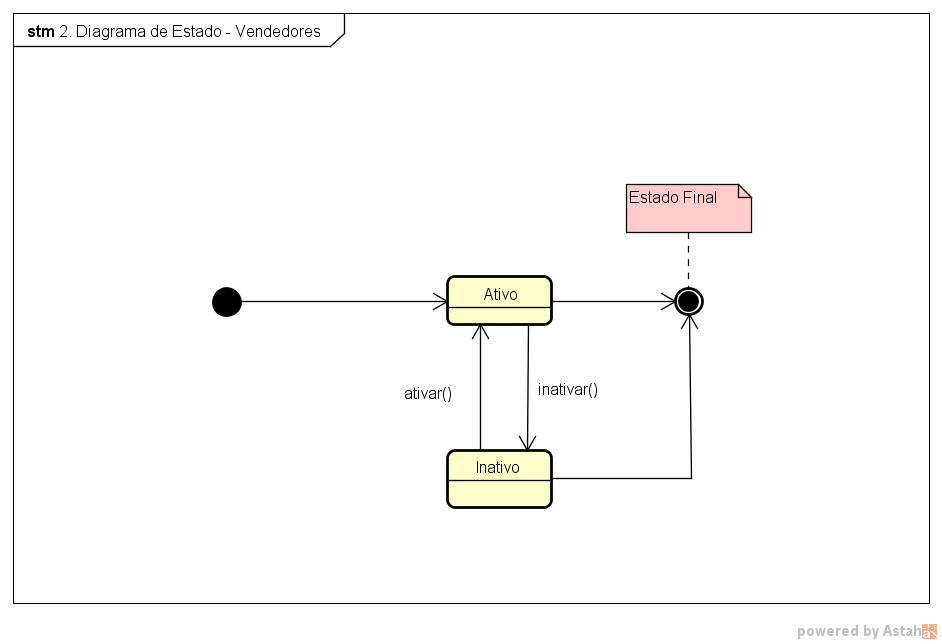 stm 2. Diagrama de Estado - Vendedores
Estado Final
Ativo
ativar()
inativar()
Inativo
powered by Astah